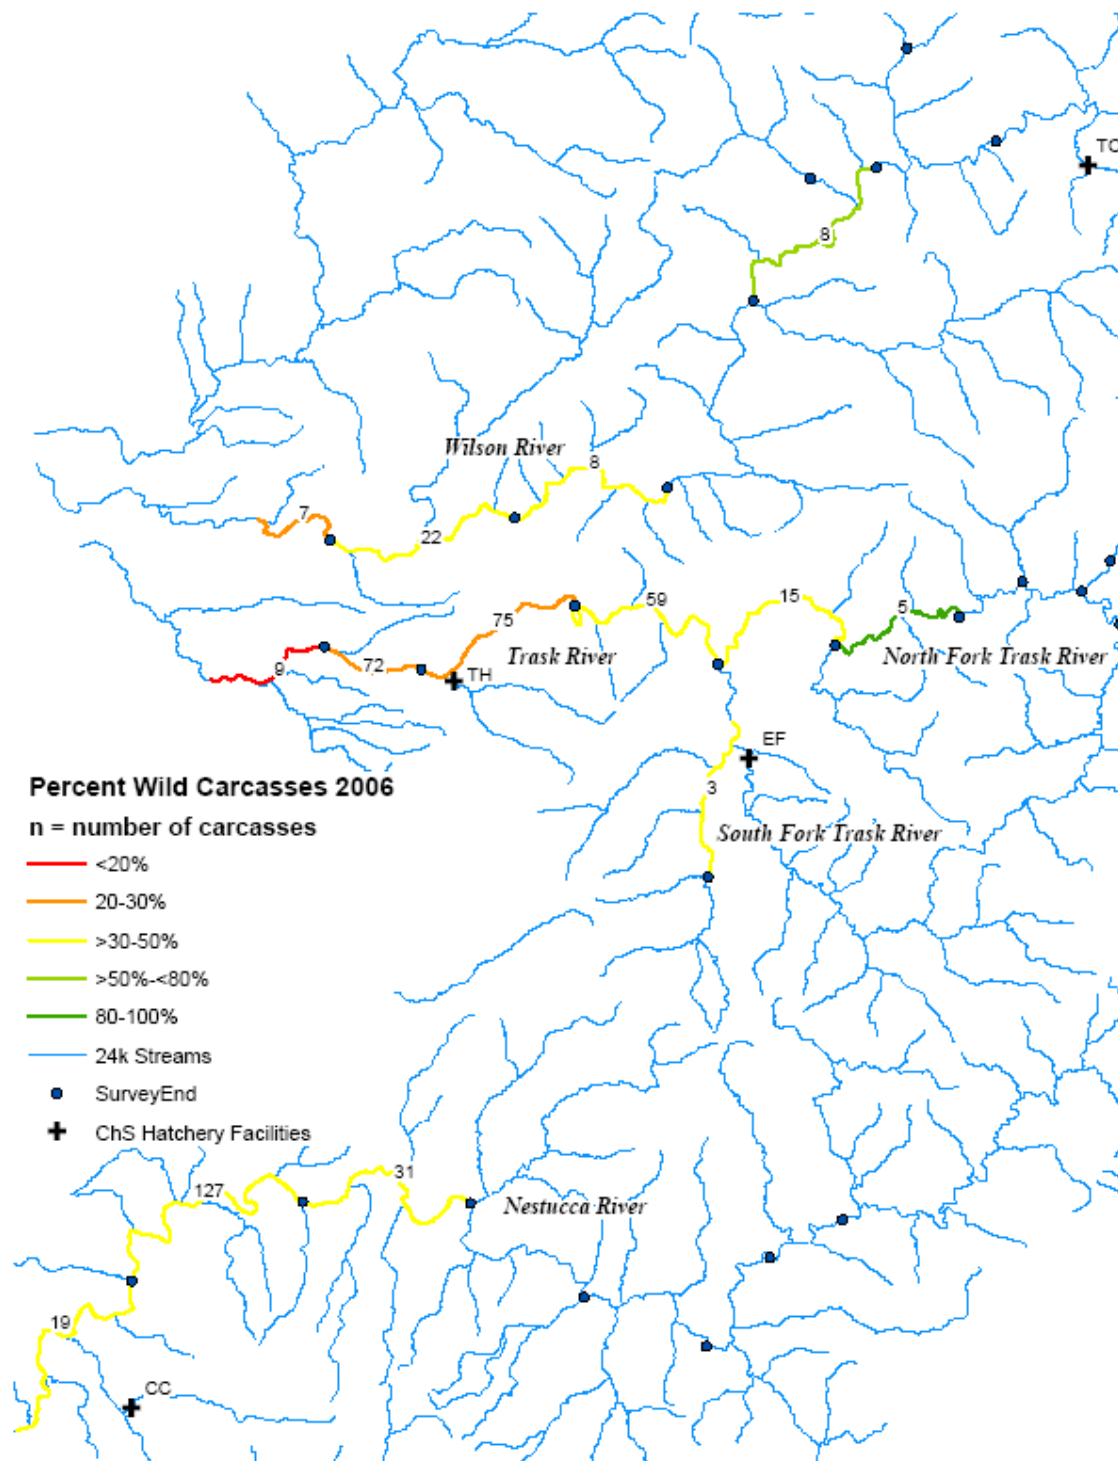 TC
8
Wilson River
8
7
22
59
15
5
75
Trask River
North Fork Trask River
9
72
TH
EF
3
South Fork Trask River
Percent Wild Carcasses 2006
n = number of carcasses
<20%
20-30%
>30-50%
>50%-<80%
80-100%
24k Streams
SurveyEnd
ChS Hatchery Facilities
31
127
Nestucca River
19
CC